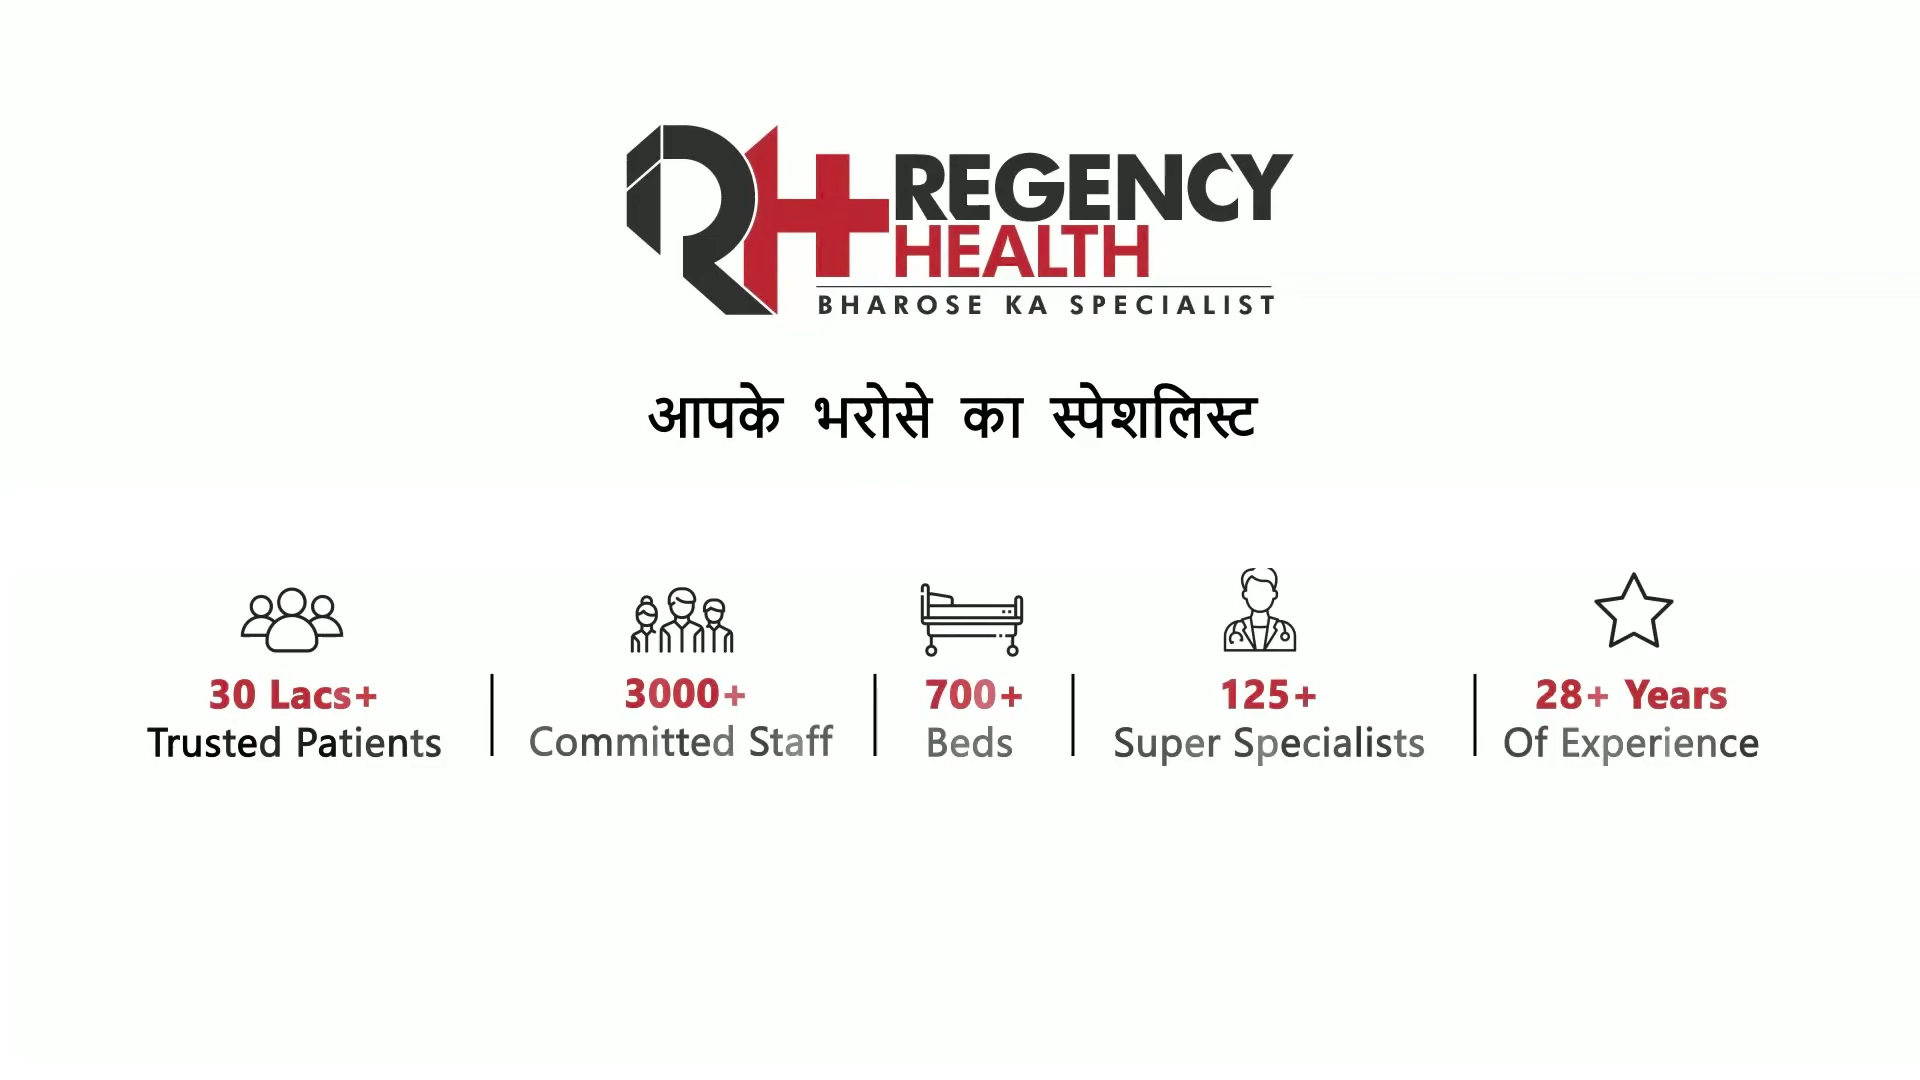 REGENCY
HEALTH
BHAROSE KA SPECIALIST
आपके भरोसे का स्पेशलिस्ट
30 Lacs+
Trusted Patients
3000+
Committed Staff
700+
Beds
125+
Super Specialists
28+ Years
Of Experience